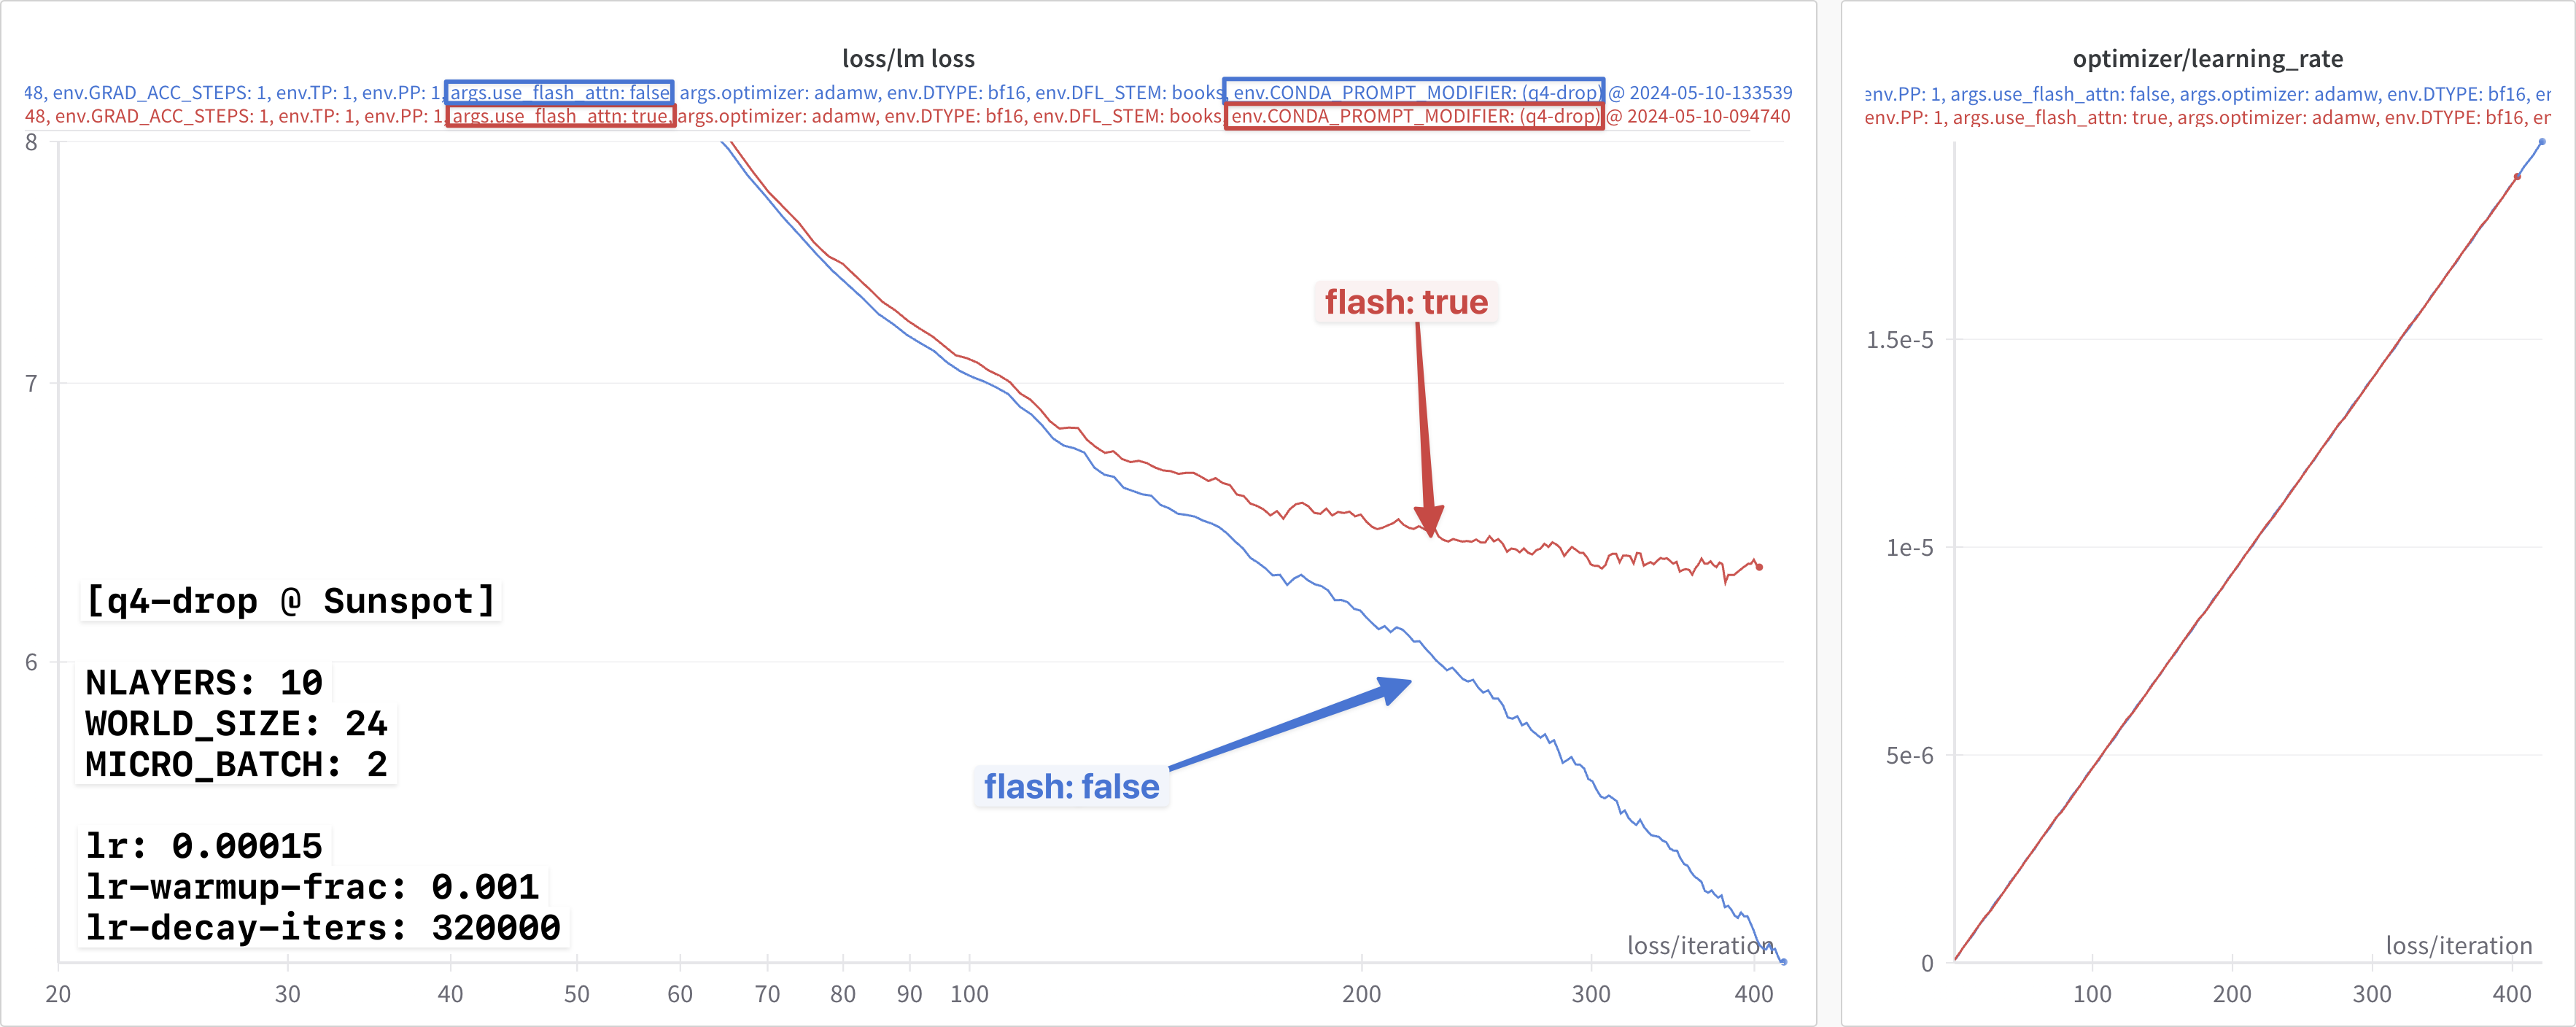 loss/lm loss
48, env.GRAD_ACC_STEPS: 1, env.TP: 1, env.PP: 1, args.use_flash_attn: false, args.optimizer: adamw, env.DTYPE: bf16, env.DFL_STEM: books, env.CONDA_PROMPT_MODIFIER: (q4-drop) @ 2024-05-10-133539
48, env.GRAD_ACC_STEPS: 1, env.TP: 1, env.PP: 1, args.use_flash_attn: true, args.optimizer: adamw, env.DTYPE: bf16, env.DFL_STEM: books, env.CONDA_PROMPT_MODIFIER: (q4-drop) @ 2024-05-10-094740
8
7
6
flash: true
flash: false
[q4-drop @ Sunspot]
NLAYERS: 10
WORLD_SIZE: 24
MICRO_BATCH: 2
lr: 0.00015
lr-warmup-frac: 0.001
lr-decay-iters: 320000
loss/iteration
20 30 40 50 60 70 80 90 100 200 300 400
optimizer/learning_rate
env.PP: 1, args.use_flash_attn: false, args.optimizer: adamw, env.DTYPE: bf16, er
env.PP: 1, args.use_flash_attn: true, args.optimizer: adamw, env.DTYPE: bf16, er
1.5e-5
1e-5
5e-6
0
loss/iteration
100 200 300 400